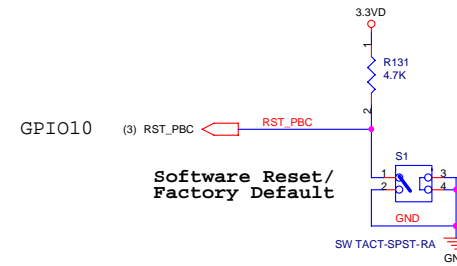 3.3VD
1
R131
4.7K
2
GPIO10 (3) RST_PBC RST_PBC
S1
Software Reset/
Factory Default
1 3
2 4
GND
SW TACT-SPST-RA
GN